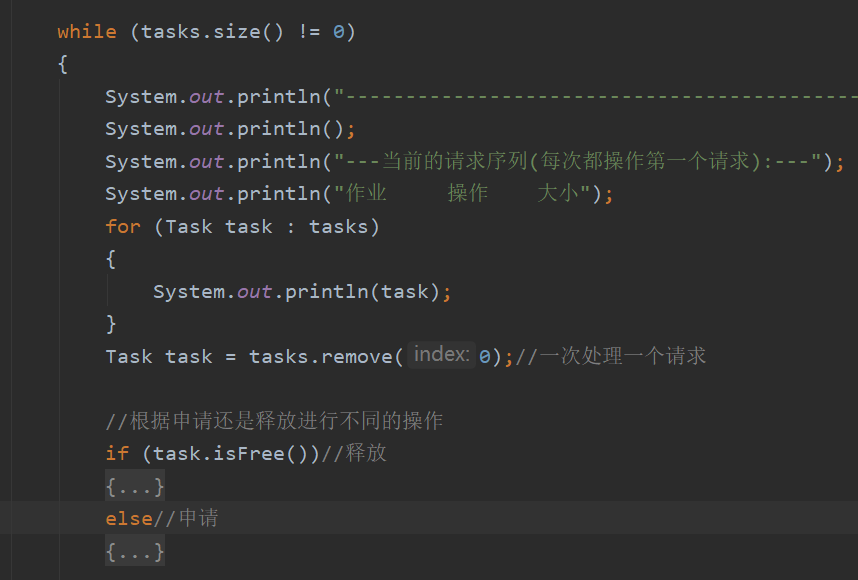 while (tasks.size() != 0)
{
System.out.println("-------------------------------------------
System.out.println();
System.out.println("---当前的请求序列(每次都操作第一个请求):---");
System.out.println("作业     操作    大小");
for (Task task : tasks)
{
System.out.println(task);
}
Task task = tasks.remove( index: 0);//一次处理一个请求
//根据申请还是释放进行不同的操作
if (task.isFree())//释放
{...}
else//申请
{...}